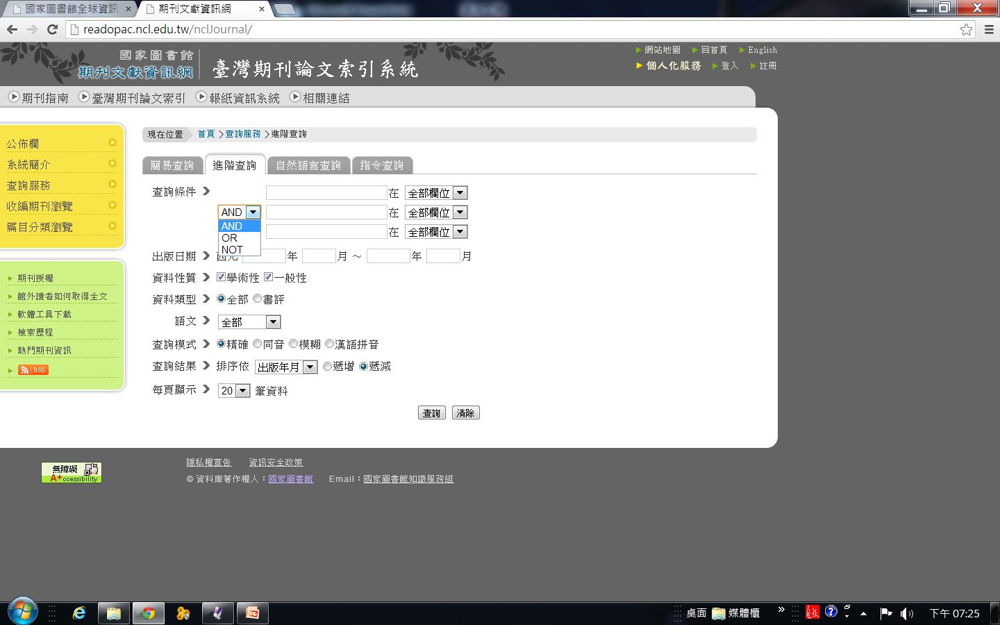 國家圖書館全球資訊
期刊文獻資訊網
readopac.ncl.edu.tw/nclJournal/
國家圖書館
期刊文獻資訊網
臺灣期刊論文索引系統
網站地圖 回首頁 English
個人化服務 登入 註冊
期刊指南 臺灣期刊論文索引 報紙資訊系統 相關連結
公佈欄
系統簡介
查詢服務
收編期刊瀏覽
篇目分類瀏覽
期刊授權
館外讀者如何取得全文
軟體工具下載
檢索歷程
熱門期刊資訊
RSS
現在位置 首頁 >查詢服務 >進階查詢
簡易查詢 進階查詢 自然語言查詢 指令查詢
查詢條件 在 全部欄位
AND 在 全部欄位
AND 在 全部欄位
OR
NOT
出版日期 西元 年 月 ～ 年 月
資料性質 學術性 一般性
資料類型 全部 書評
語文 全部
查詢模式 精確 同音 模糊 漢語拼音
查詢結果 排序依 出版年月 遞增 遞減
每頁顯示 20 筆資料
查詢 清除
無障礙
A+ccessibility
隱私權宣告 資訊安全政策
© 資料庫著作權人：國家圖書館 Email：國家圖書館知識服務組
桌面 媒體櫃 » 下午 07:25